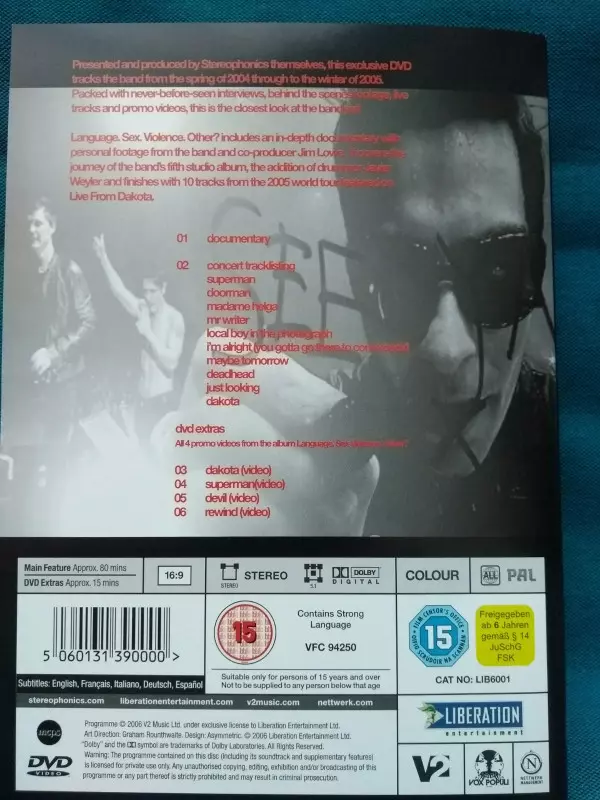 Presented and produced by Stereophonics themselves, this exclusive DVD
tracks the band from the spring of 2004 through to the winter of 2005.
Packed with never-before-seen interviews, behind the scenes footage, live
tracks and promo videos, this is the closest look at the band
Language. Sex. Violence. Other? includes an in-depth documentary with
personal footage from the band and co-producer Jim Lowe.
journey of the band's fifth studio album, the addition of drummer
Weyler and finishes with 10 tracks from the 2005 world tour
Live From Dakota.
01 documentary
02 concert tracklisting
superman
doorman
madame helga
mr writer
local boy in the photograph
i'm alright (you gotta go there to come back)
maybe tomorrow
deadhead
just looking
dakota
dvd extras
All 4 promo videos from the album Language. Sex. Violence. Other?
03 dakota (video)
04 superman(video)
05 devil (video)
06 rewind (video)
Main Feature Approx. 80 mins
DVD Extras Approx. 15 mins
16:9
STEREO
STEREO
5.1
DOLBY
DIGITAL
COLOUR
ALL
PAL
5 060131 390000 >
15
Contains Strong
Language
VFC 94250
Suitable only for persons of 15 years and over
Not to be supplied to any person below that age
15
Freigegeben
ab 6 Jahren
gemäß § 14
JuSchG
FSK
CAT NO: LIB6001
Subtitles: English, Français, Italiano, Deutsch, Español
stereophonics.com liberationentertainment.com v2music.com nettwerk.com
Programme © 2006 V2 Music Ltd. under exclusive license to Liberation Entertainment Ltd.
Art Direction: Graham Rounthwaite. Design: Asymmetric. © 2006 Liberation Entertainment Ltd.
"Dolby" and the DD symbol are trademarks of Dolby Laboratories. All Rights Reserved.
Warning: The programme contained on this disc (including its soundtrack and supplementary features)
is licensed for private use only. Any unauthorised copying, editing, exhibiting and/or broadcasting of this
programme or any part thereof is strictly prohibited and may result in criminal prosecution.
mcps
DVD
VIDEO
LIBERATION
entertainment
V2
VOX POPULI
N
NETTWERK
MANAGEMENT